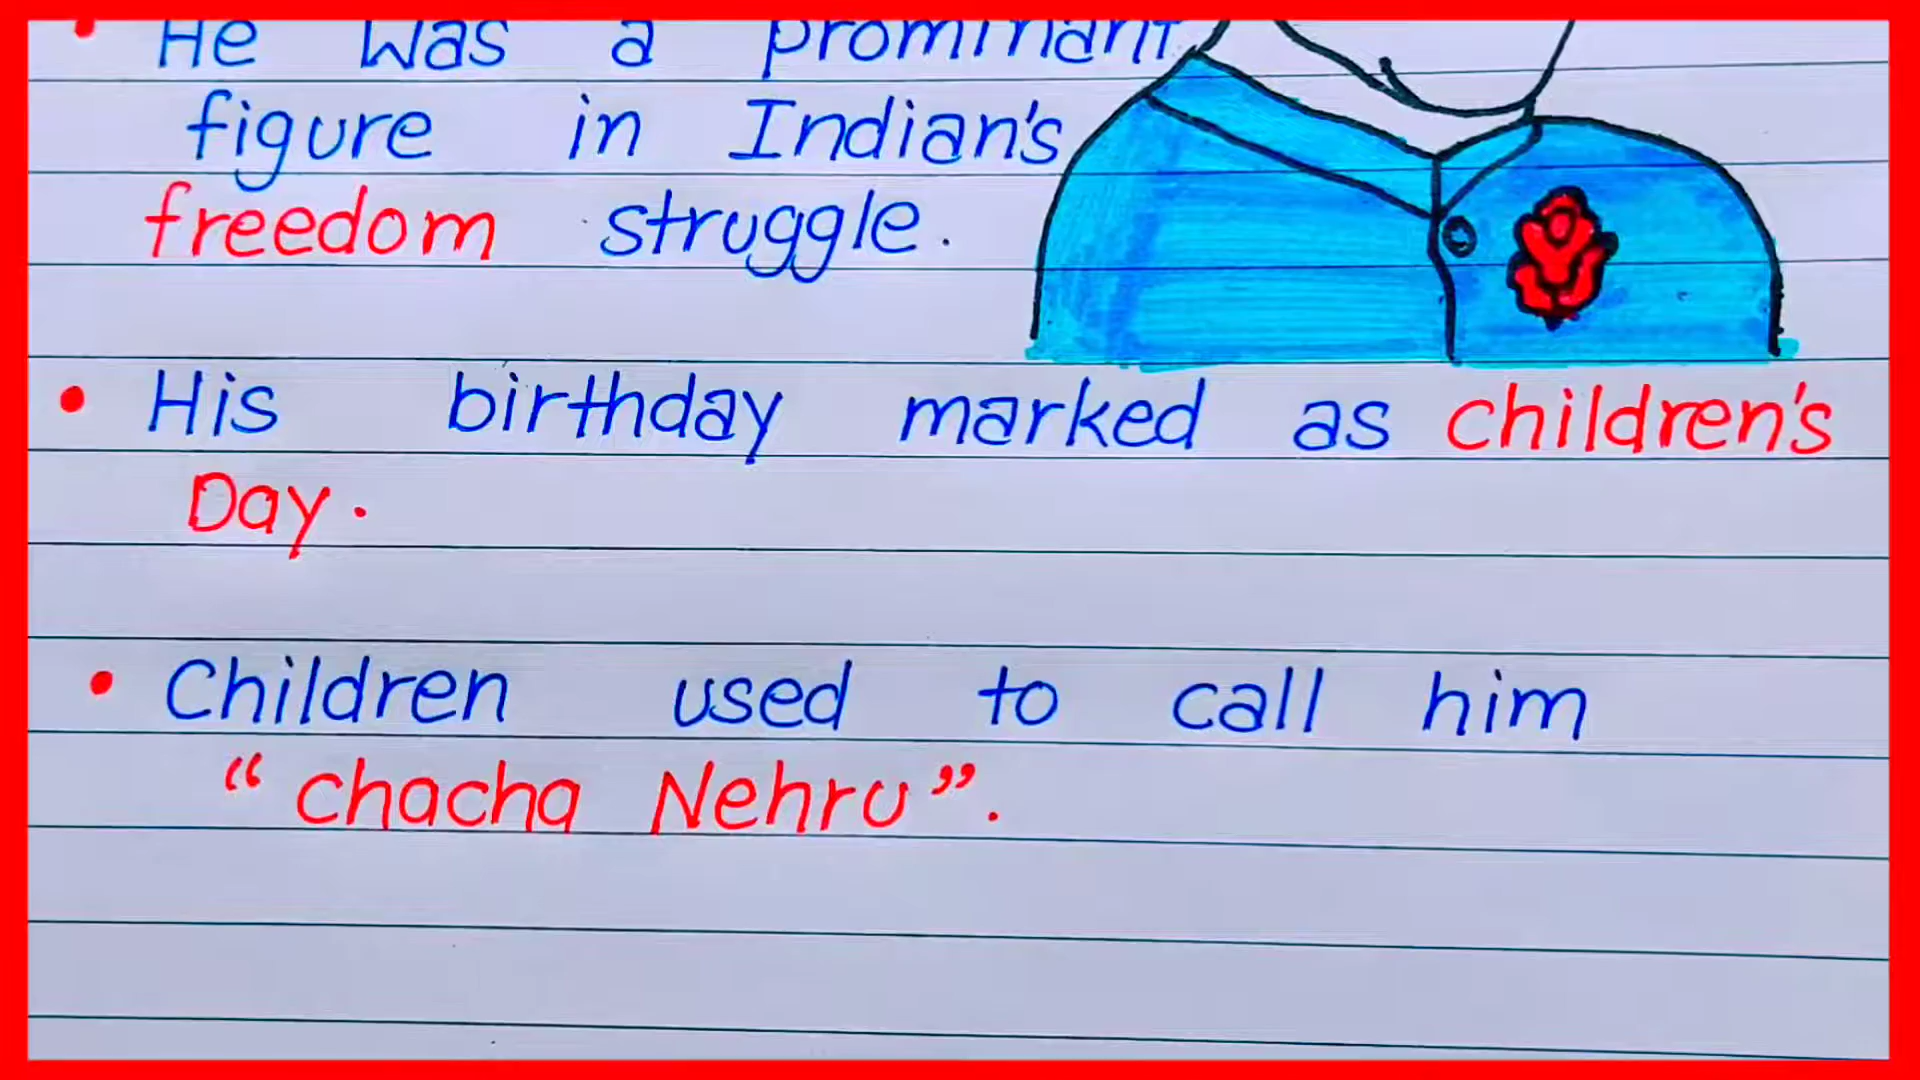 He was a prominant
figure in Indian's
freedom struggle.
His birthday marked as children's
Day.
Children used to call him
"chacha Nehru".